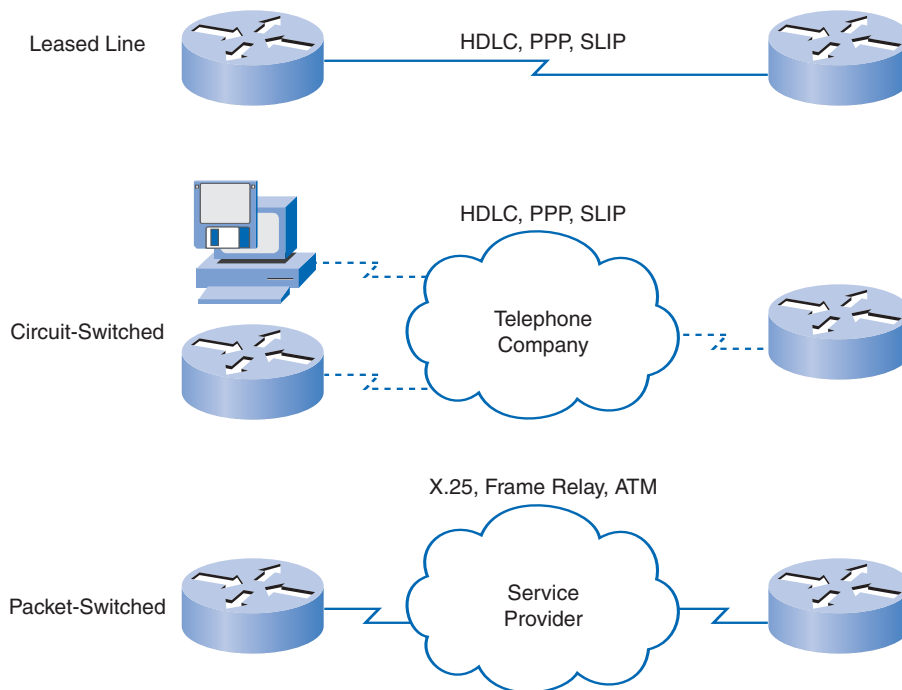 Leased Line
HDLC, PPP, SLIP
HDLC, PPP, SLIP
Circuit-Switched
Telephone
Company
X.25, Frame Relay, ATM
Packet-Switched
Service
Provider